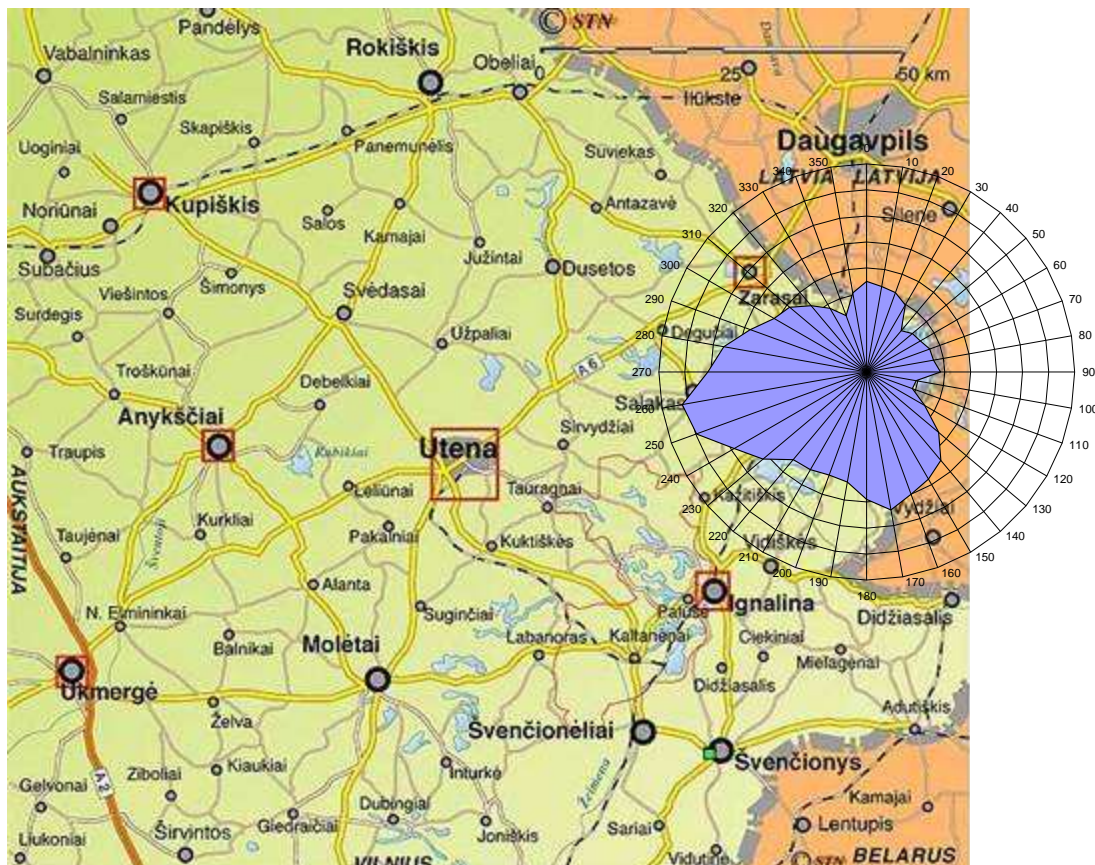 © STN
Pandėlys
Rokiškis
Obeliai
Vabalninkas
0
25
50 km
Ilūkste
Salamiestis
Skapiškis
Panemunėlis
Daugavpils
Uoginiai
Suviekas
LATVIA
LATVIJA
Kupiškis
Noriūnai
Salos
Kamajai
Antazavė
Silene
Subačius
Južintai
Dusetos
Šimonys
Zarasai
Viešintos
Svėdasai
Surdegis
Užpaliai
Degučiai
Troškūnai
Debeikiai
A6
Salakas
Anykščiai
Utena
Sirvydžiai
Traupis
Rubikiai
Leliūnai
Tauragnai
Kažitiškis
AUKŠTAITIJA
Kurkliai
Pakalniai
Kuktiškės
Vidiškės
Taujėnai
Šventoji
Alanta
Suginčiai
Palūšė
Ignalina
Didžiasalis
N. Elmininkai
Balnikai
Molėtai
Labanoras
Kaltanėnai
Ciekiniai
Mielagėnai
Ukmergė
Didžiasalis
Želva
Švenčionėliai
Adutiškis
Švenčionys
Gelvonai
A2
Ziboliai
Kiaukiai
Inturkė
Žeimena
Kamajai
Dubingiai
Liukoniai
Širvintos
Giedraičiai
Joniškis
Sariai
Lentupis
VILNIUS
Vidutinė
© STN
BELARUS
10
20
30
40
50
60
70
80
90
100
110
120
130
140
150
160
170
180
190
200
210
220
230
240
250
260
270
280
290
300
310
320
330
340
350